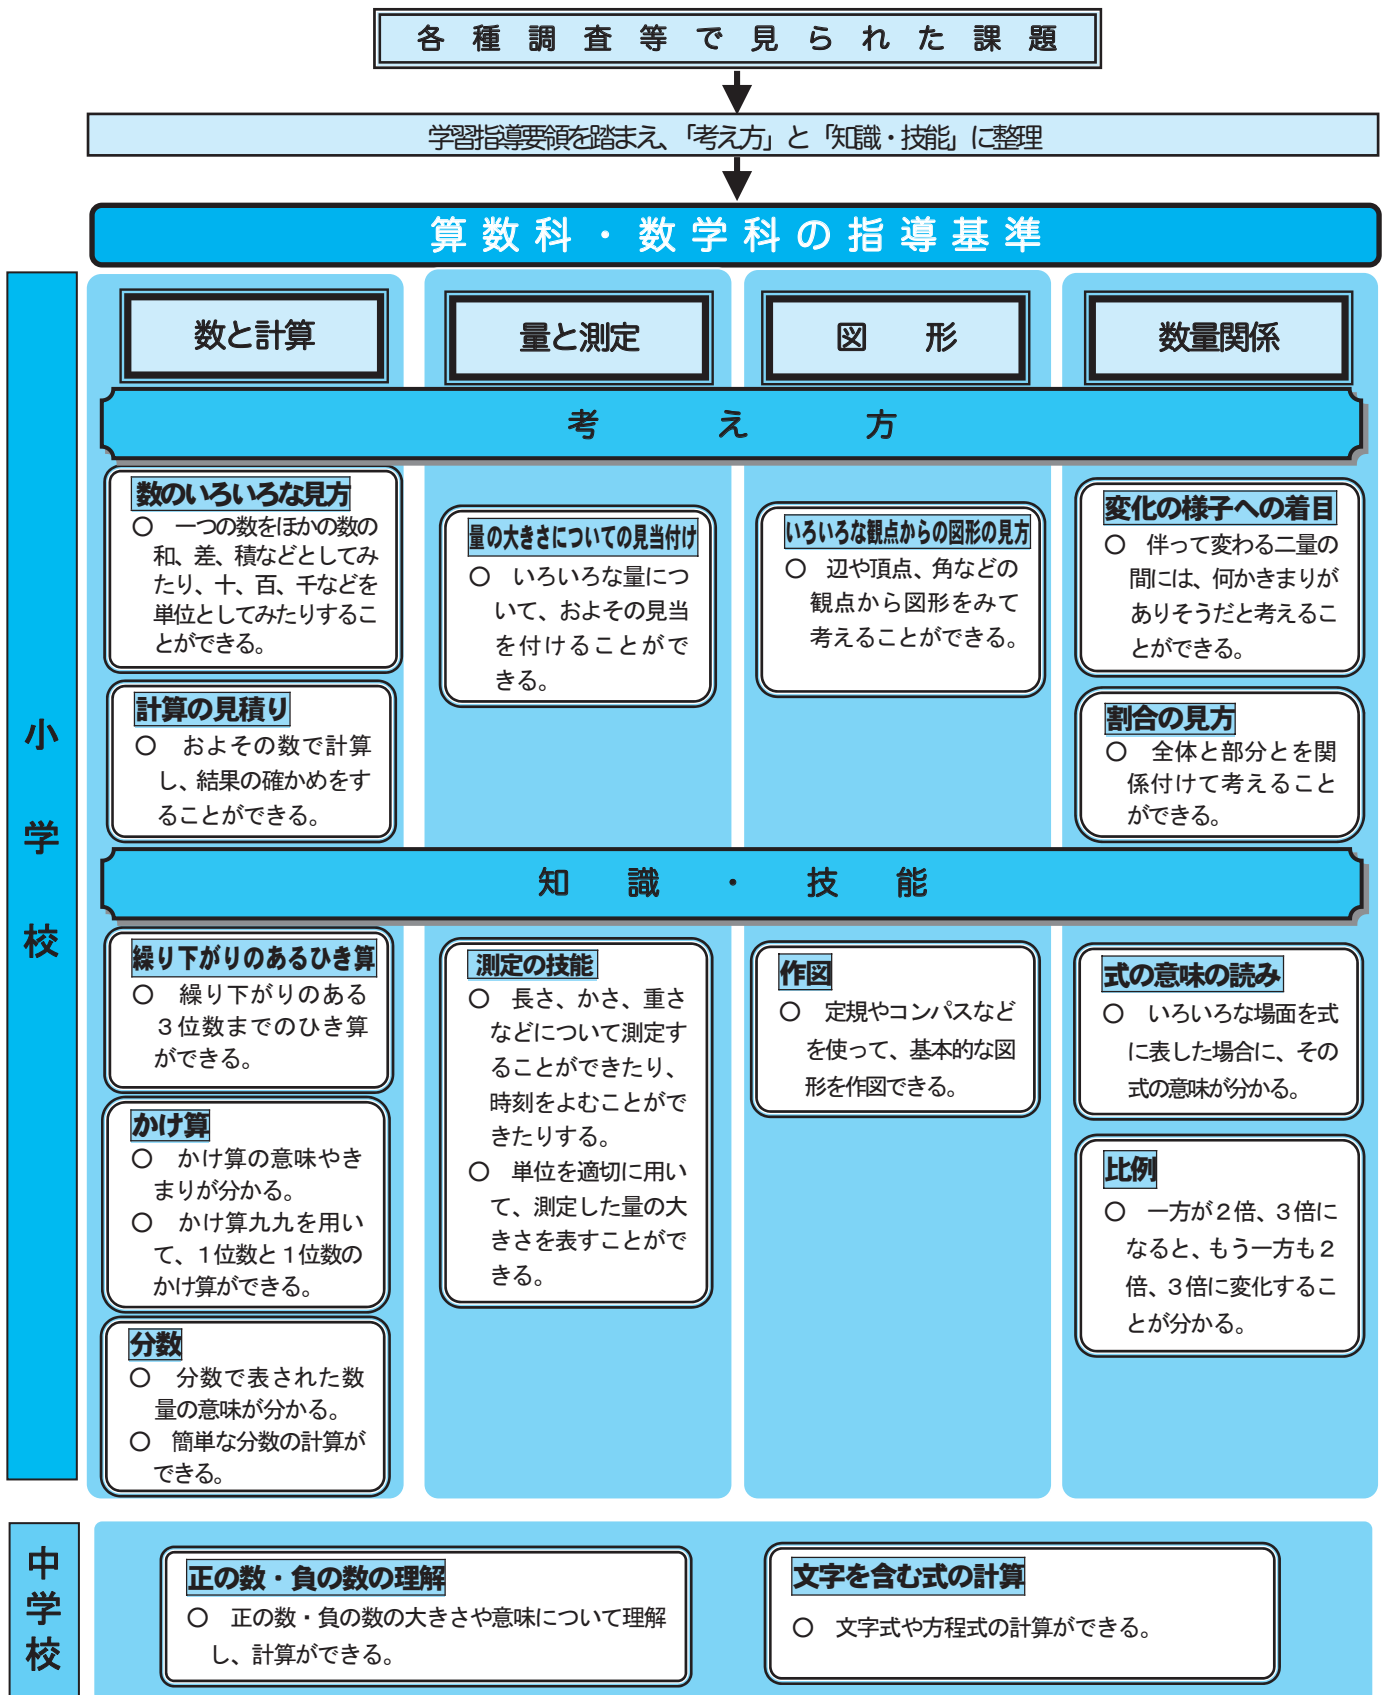 各種調査等で見られた課題
学習指導要領を踏まえ、「考え方」と「知識・技能」に整理
算数科・数学科の指導基準
小学校
数と計算
量と測定
図形
数量関係
考え方
数のいろいろな見方
○ 一つの数をほかの数の
和、差、積などとしてみ
たり、十、百、千などを
単位としてみたりするこ
とができる。
計算の見積り
○ およその数で計算
し、結果の確かめをす
ることができる。
量の大きさについての見当付け
○ いろいろな量につ
いて、およその見当
を付けることがで
きる。
いろいろな観点からの図形の見方
○ 辺や頂点、角などの
観点から図形をみて
考えることができる。
変化の様子への着目
○ 伴って変わる二量の
間には、何かきまりが
ありそうだと考えるこ
とができる。
割合の見方
○ 全体と部分とを関
係付けて考えること
ができる。
知識・技能
繰り下がりのあるひき算
○ 繰り下がりのある
３位数までのひき算
ができる。
かけ算
○ かけ算の意味やき
まりが分かる。
○ かけ算九九を用い
て、１位数と１位数の
かけ算ができる。
分数
○ 分数で表された数
量の意味が分かる。
○ 簡単な分数の計算が
できる。
測定の技能
○ 長さ、かさ、重さ
などについて測定す
ることができたり、
時刻をよむことがで
きたりする。
○ 単位を適切に用い
て、測定した量の大
きさを表すことがで
きる。
作図
○ 定規やコンパスなど
を使って、基本的な図
形を作図できる。
式の意味の読み
○ いろいろな場面を式
に表した場合に、その
式の意味が分かる。
比例
○ 一方が２倍、３倍に
なると、もう一方も２
倍、３倍に変化するこ
とが分かる。
中学校
正の数・負の数の理解
○ 正の数・負の数の大きさや意味について理解
し、計算ができる。
文字を含む式の計算
○ 文字式や方程式の計算ができる。